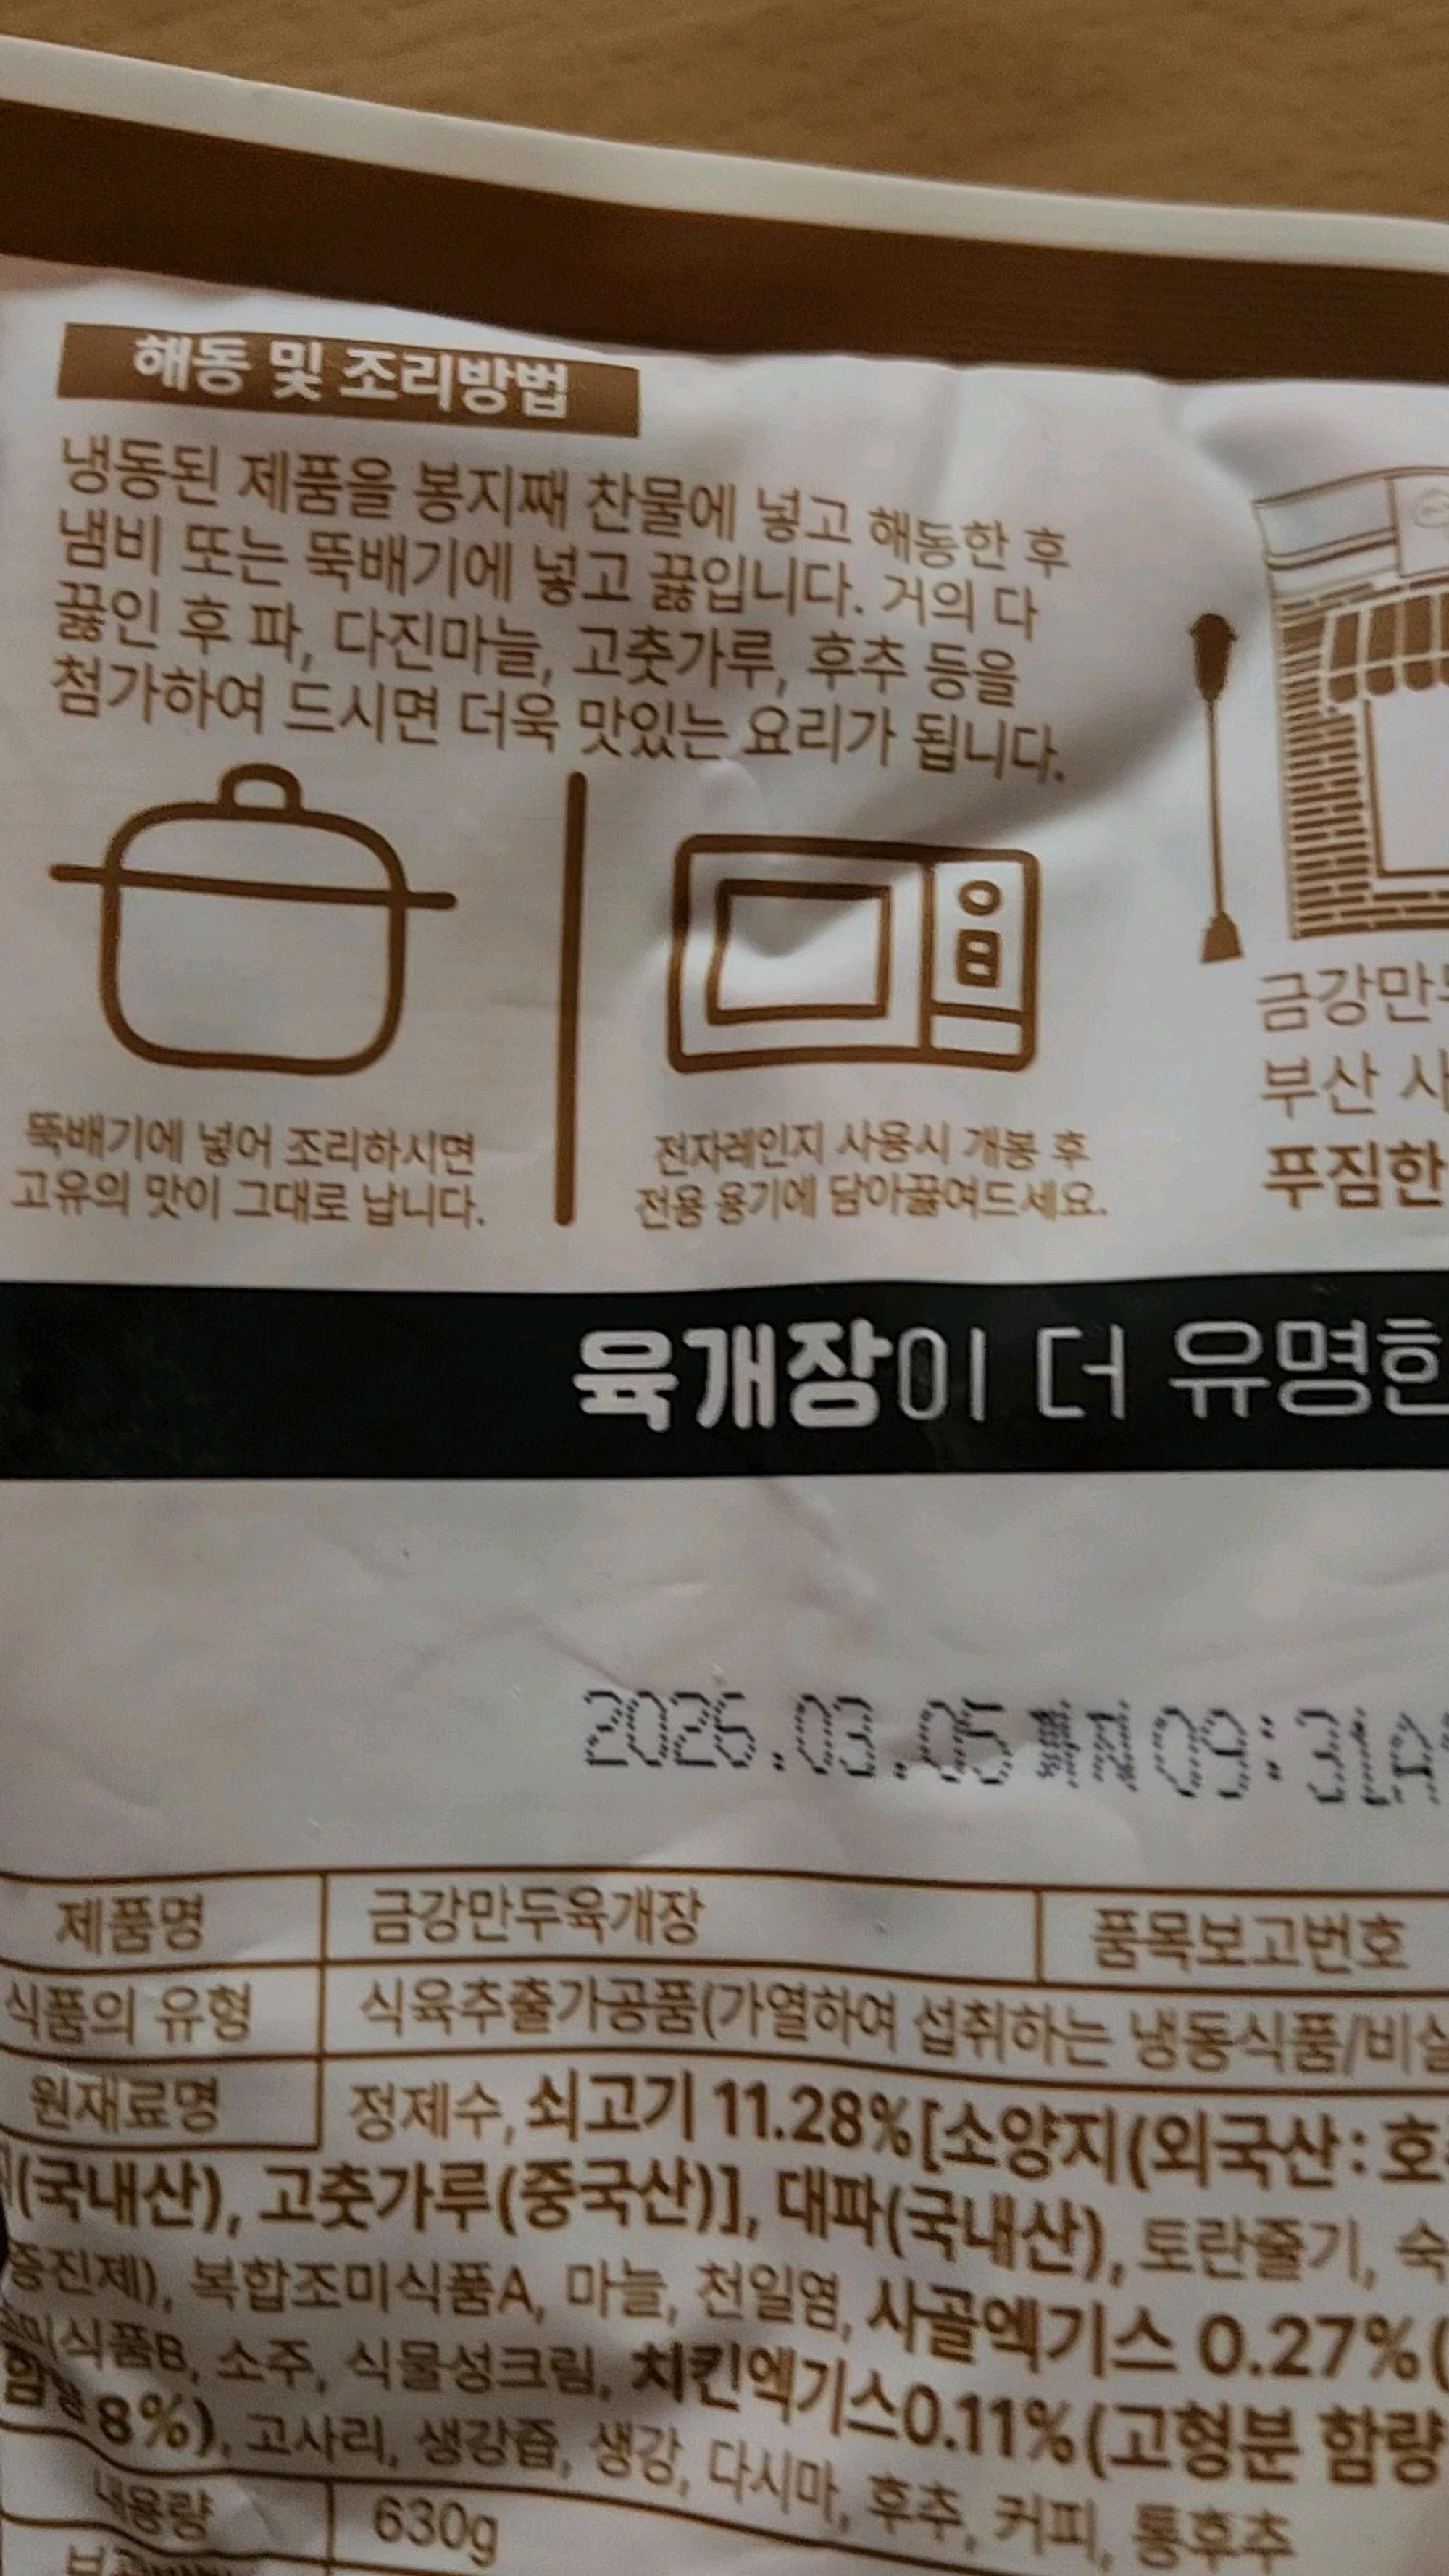 해동 및 조리방법
냉동된 제품을 봉지째 찬물에 넣고 해동한 후
냄비 또는 뚝배기에 넣고 끓입니다. 거의 다
끓인 후 파, 다진마늘, 고춧가루, 후추 등을
첨가하여 드시면 더욱 맛있는 요리가 됩니다.
뚝배기에 넣어 조리하시면
고유의 맛이 그대로 납니다.
전자레인지 사용시 개봉 후
전용 용기에 담아끓여드세요.
금강만
부산 사
푸짐한
육개장이 더 유명한
2026.03.05 09:31A
제품명 금강만두육개장 품목보고번호
식품의 유형 식육추출가공품(가열하여 섭취하는 냉동식품/비살
원재료명 정제수, 쇠고기 11.28%[소양지(외국산:호
(국내산), 고춧가루(중국산)], 대파(국내산), 토란줄기, 숙
증진제), 복합조미식품A, 마늘, 천일염, 사골엑기스 0.27%(
미식품B, 소주, 식물성크림, 치킨엑기스0.11%(고형분 함량
8%), 고사리, 생강즙, 생강, 다시마, 후추, 커피, 통후추
내용량 630g